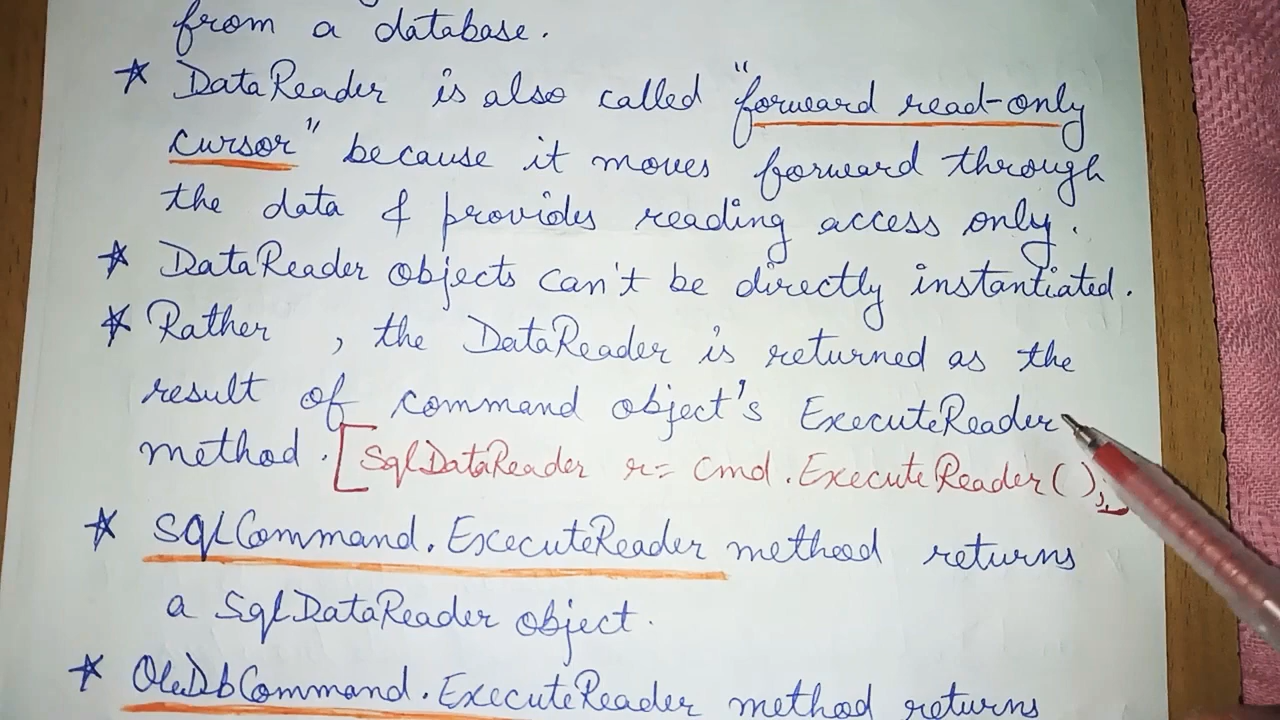 from a database.
* DataReader is also called "forward read-only
cursor" because it moves forward through
the data & provides reading access only.
* DataReader objects can't be directly instantiated.
* Rather , the DataReader is returned as the
result of command object's ExecuteReader
method. [SqlDataReader r= cmd.ExecuteReader();]
* SqlCommand.ExecuteReader method returns
a SqlDataReader object.
* OleDbCommand.ExecuteReader method returns